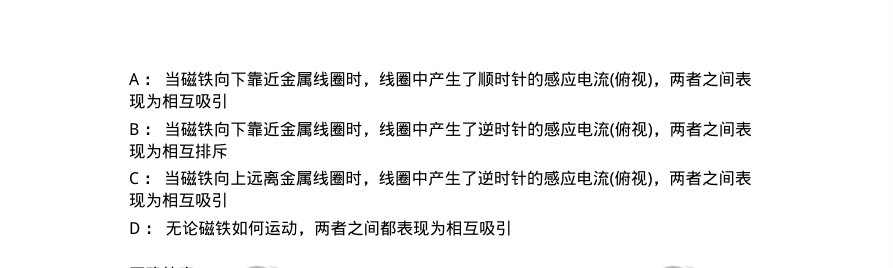 A： 当磁铁向下靠近金属线圈时，线圈中产生了顺时针的感应电流(俯视)，两者之间表
现为相互吸引
B： 当磁铁向下靠近金属线圈时，线圈中产生了逆时针的感应电流(俯视)，两者之间表
现为相互排斥
C： 当磁铁向上远离金属线圈时，线圈中产生了逆时针的感应电流(俯视)，两者之间表
现为相互吸引
D： 无论磁铁如何运动，两者之间都表现为相互吸引